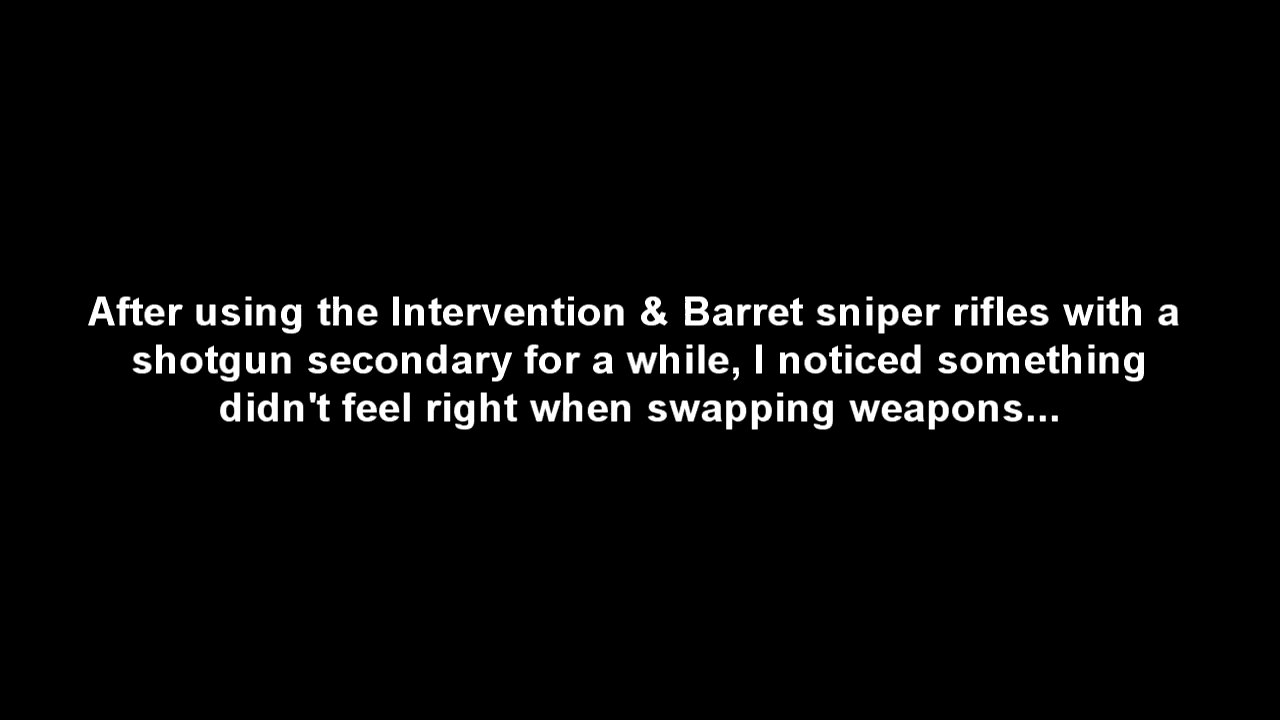 After using the Intervention & Barret sniper rifles with a
shotgun secondary for a while, I noticed something
didn't feel right when swapping weapons...